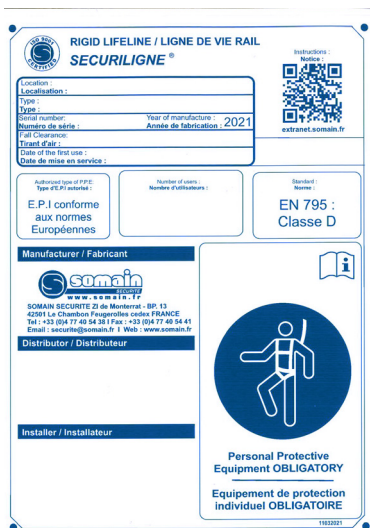 ISO 9001
CERTIFIED
RIGID LIFELINE / LIGNE DE VIE RAIL
SECURILIGNE ®
Instructions :
Notice :
extranet.somain.fr
Location :
Localisation :
Type :
Type :
Serial number:
Numéro de série :
Year of manufacture :
Année de fabrication :
2021
Fall Clearance:
Tirant d'air :
Date of the first use :
Date de mise en service :
Authorized type of P.P.E:
Type d'E.P.I autorisé :
E.P.I conforme
aux normes
Européennes
Number of users :
Nombre d'utilisateurs :
Standard :
Norme :
EN 795 :
Classe D
Manufacturer / Fabricant
somain
SECURITE
www.somain.fr
SOMAIN SECURITE ZI de Monterrat - BP. 13
42501 Le Chambon Feugerolles cedex FRANCE
Tel : +33 (0)4 77 40 54 38 I Fax : +33 (0)4 77 40 54 41
Email : securite@somain.fr I Web : www.somain.fr
Distributor / Distributeur
Installer / Installateur
i
Personal Protective
Equipment OBLIGATORY
Equipement de protection
individuel OBLIGATOIRE
11032021